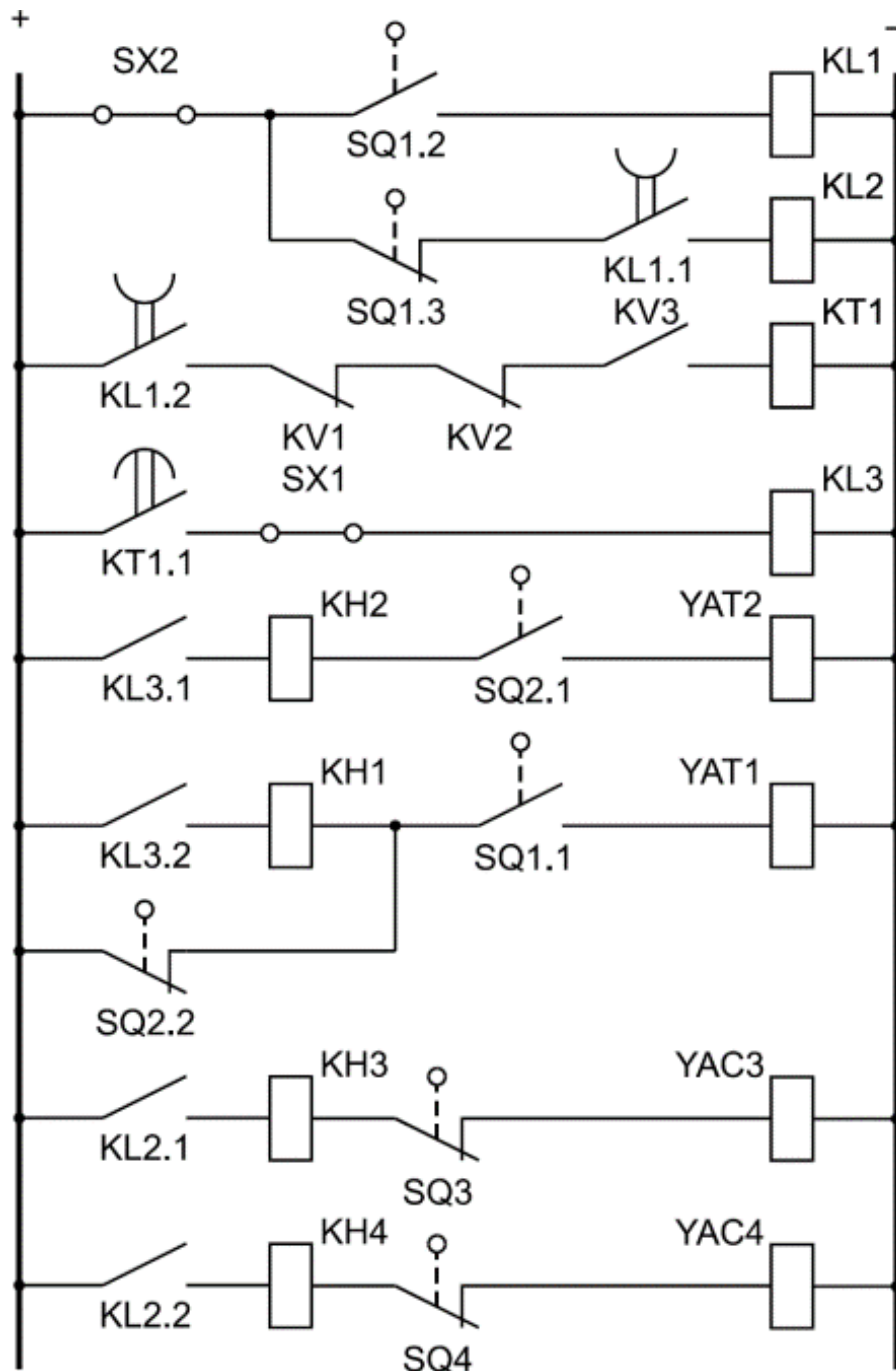 + –
SX2 KL1
SQ1.2
KL2
SQ1.3 KL1.1
KV3 KT1
KL1.2
KV1 KV2
SX1 KL3
KT1.1
KH2 YAT2
KL3.1 SQ2.1
KH1 YAT1
KL3.2 SQ1.1
SQ2.2
KH3 YAC3
KL2.1
SQ3
KH4 YAC4
KL2.2
SQ4